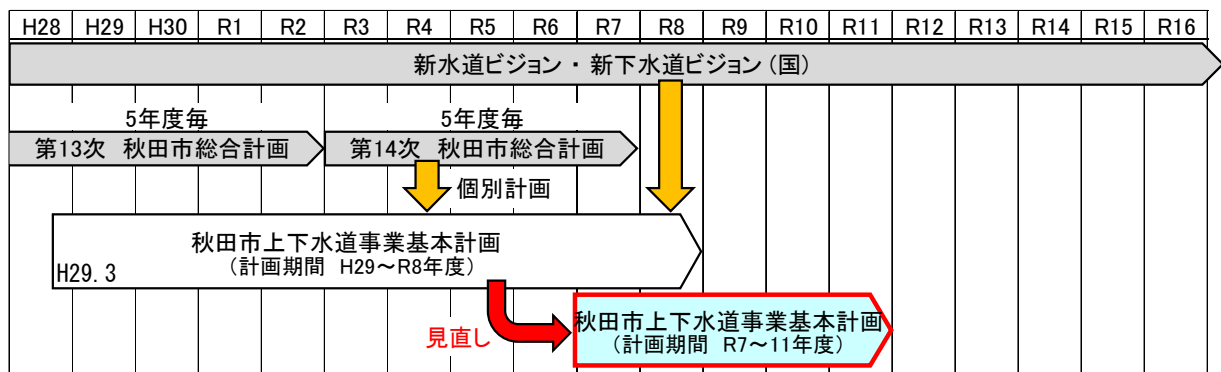 H28 H29 H30 R1 R2 R3 R4 R5 R6 R7 R8 R9 R10 R11 R12 R13 R14 R15 R16
新水道ビジョン・新下水道ビジョン(国)
5年度毎 5年度毎
第13次 秋田市総合計画 第14次 秋田市総合計画
個別計画
秋田市上下水道事業基本計画
(計画期間 H29～R8年度)
H29.3
見直し
秋田市上下水道事業基本計画
(計画期間 R7～11年度)